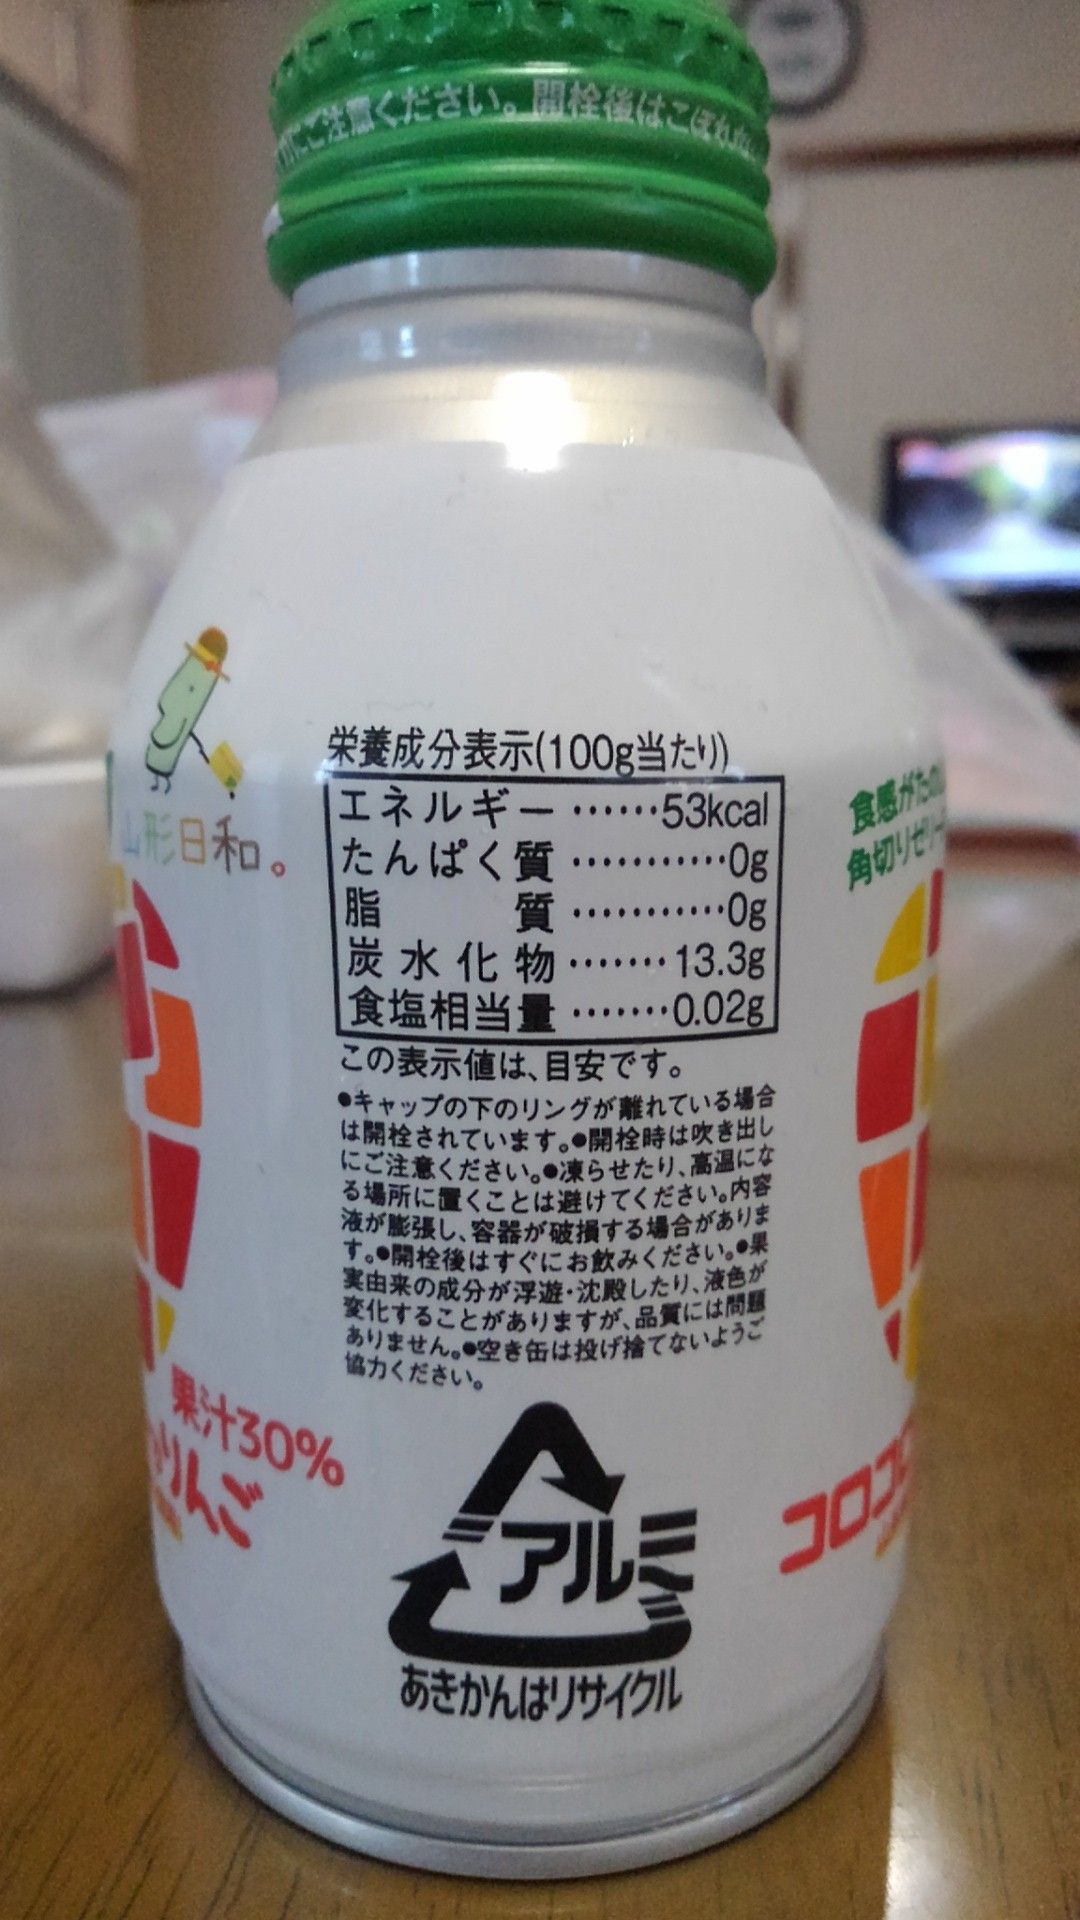 にご注意ください。開栓後はこぼれ
山形日和。
栄養成分表示(100g当たり)
エネルギー……53kcal
たんぱく質…………0g
脂質…………0g
炭水化物……13.3g
食塩相当量……0.02g
この表示値は、目安です。
●キャップの下のリングが離れている場合
は開栓されています。●開栓時は吹き出し
にご注意ください。●凍らせたり、高温にな
る場所に置くことは避けてください。内容
液が膨張し、容器が破損する場合がありま
す。●開栓後はすぐにお飲みください。●果
実由来の成分が浮遊・沈殿したり、液色が
変化することがありますが、品質には問題
ありません。●空き缶は投げ捨てないようご
協力ください。
食感がたの
角切りゼリー
果汁30%
りんご
コロコロ
アルミ
あきかんはリサイクル